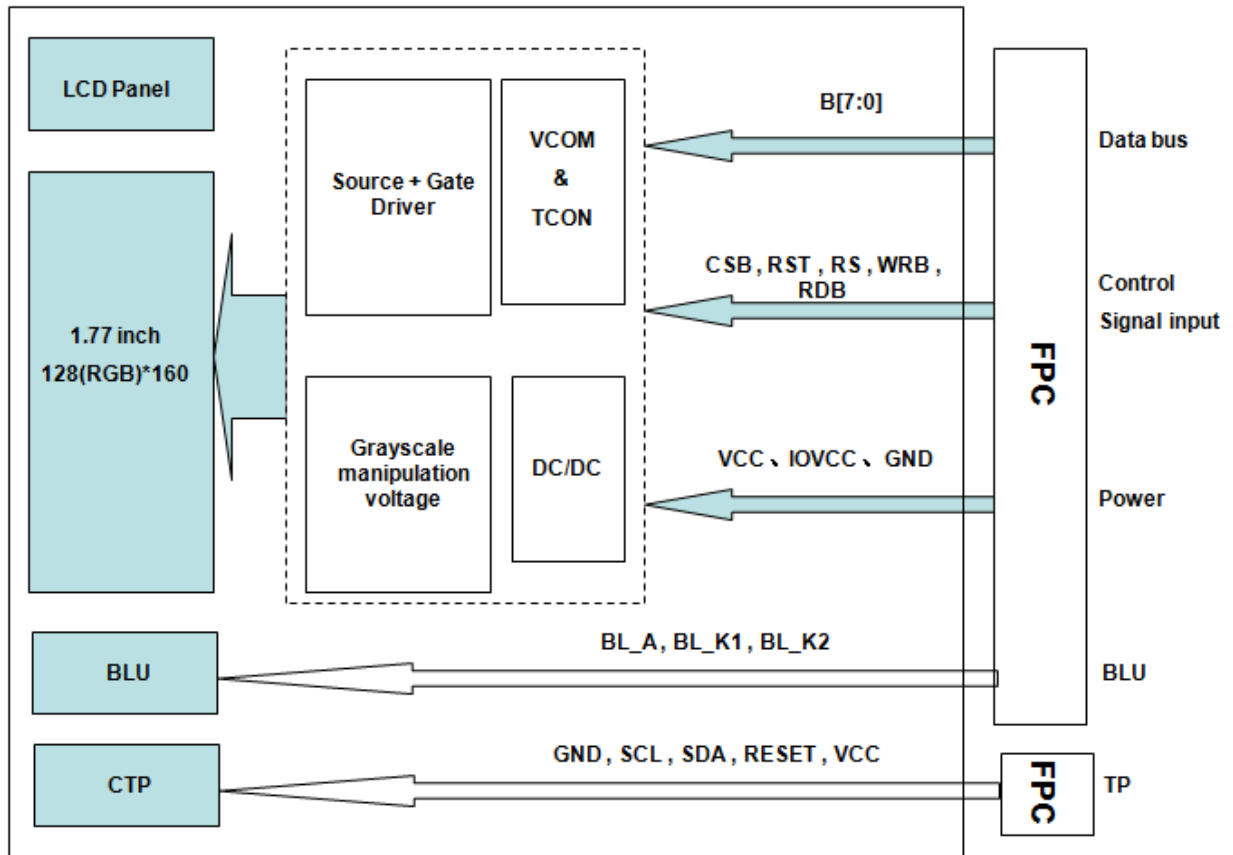 LCD Panel
1.77 inch
128(RGB)*160
Source + Gate
Driver
VCOM
&
TCON
Grayscale
manipulation
voltage
DC/DC
B[7:0]
Data bus
CSB, RST, RS, WRB,
RDB
Control
Signal input
VCC、IOVCC、GND
Power
FPC
BLU
BL_A, BL_K1, BL_K2
BLU
CTP
GND, SCL, SDA, RESET, VCC
FPC
TP